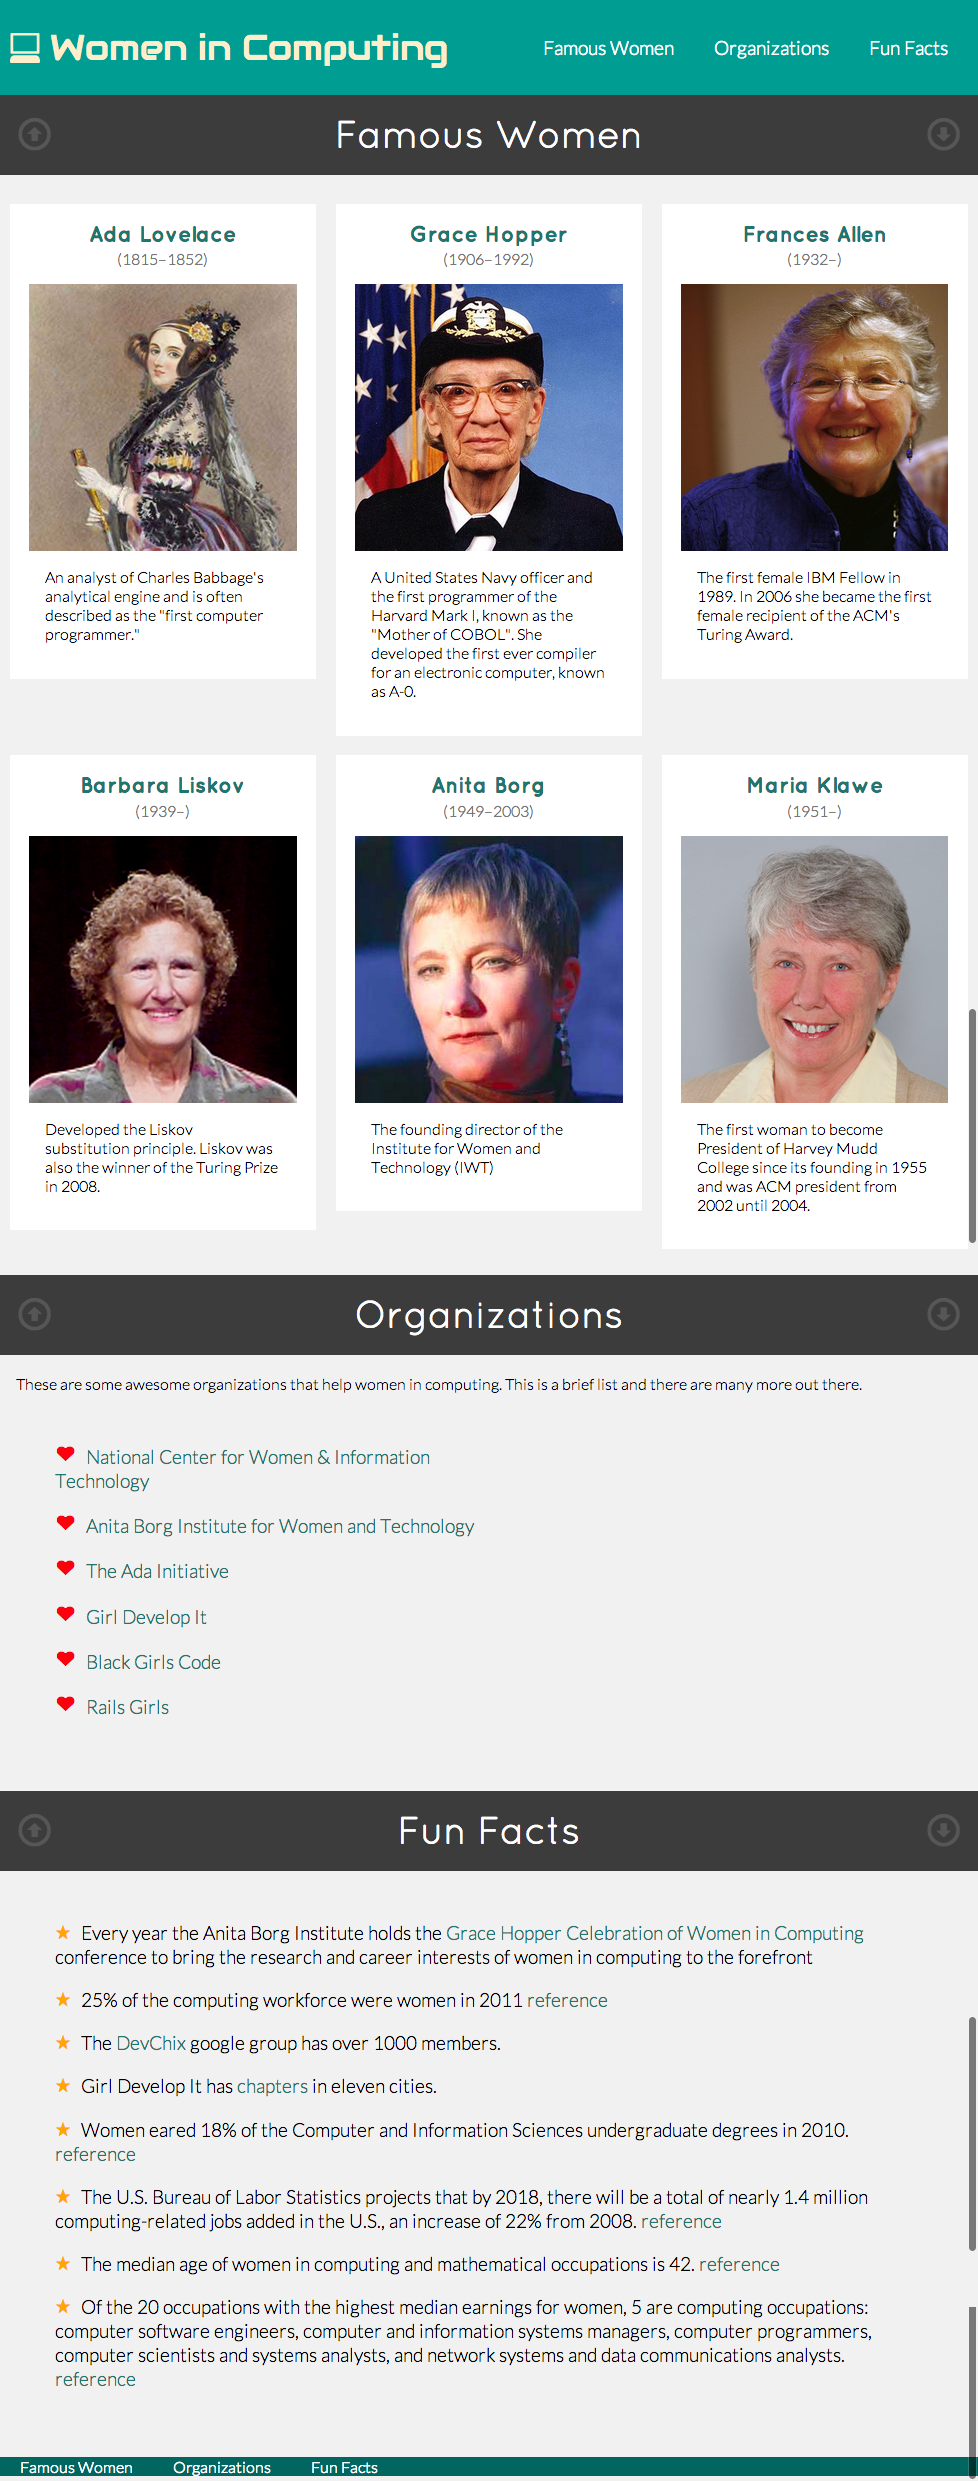 Women in Computing
Famous Women
Organizations
Fun Facts
Famous Women
Ada Lovelace
(1815–1852)
An analyst of Charles Babbage's
analytical engine and is often
described as the "first computer
programmer."
Grace Hopper
(1906–1992)
A United States Navy officer and
the first programmer of the
Harvard Mark I, known as the
"Mother of COBOL". She
developed the first ever compiler
for an electronic computer, known
as A-0.
Frances Allen
(1932–)
The first female IBM Fellow in
1989. In 2006 she became the first
female recipient of the ACM's
Turing Award.
Barbara Liskov
(1939–)
Developed the Liskov
substitution principle. Liskov was
also the winner of the Turing Prize
in 2008.
Anita Borg
(1949–2003)
The founding director of the
Institute for Women and
Technology (IWT)
Maria Klawe
(1951–)
The first woman to become
President of Harvey Mudd
College since its founding in 1955
and was ACM president from
2002 until 2004.
Organizations
These are some awesome organizations that help women in computing. This is a brief list and there are many more out there.
National Center for Women & Information
Technology
Anita Borg Institute for Women and Technology
The Ada Initiative
Girl Develop It
Black Girls Code
Rails Girls
Fun Facts
Every year the Anita Borg Institute holds the Grace Hopper Celebration of Women in Computing
conference to bring the research and career interests of women in computing to the forefront
25% of the computing workforce were women in 2011 reference
The DevChix google group has over 1000 members.
Girl Develop It has chapters in eleven cities.
Women eared 18% of the Computer and Information Sciences undergraduate degrees in 2010.
reference
The U.S. Bureau of Labor Statistics projects that by 2018, there will be a total of nearly 1.4 million
computing-related jobs added in the U.S., an increase of 22% from 2008. reference
The median age of women in computing and mathematical occupations is 42. reference
Of the 20 occupations with the highest median earnings for women, 5 are computing occupations:
computer software engineers, computer and information systems managers, computer programmers,
computer scientists and systems analysts, and network systems and data communications analysts.
reference
Famous Women
Organizations
Fun Facts